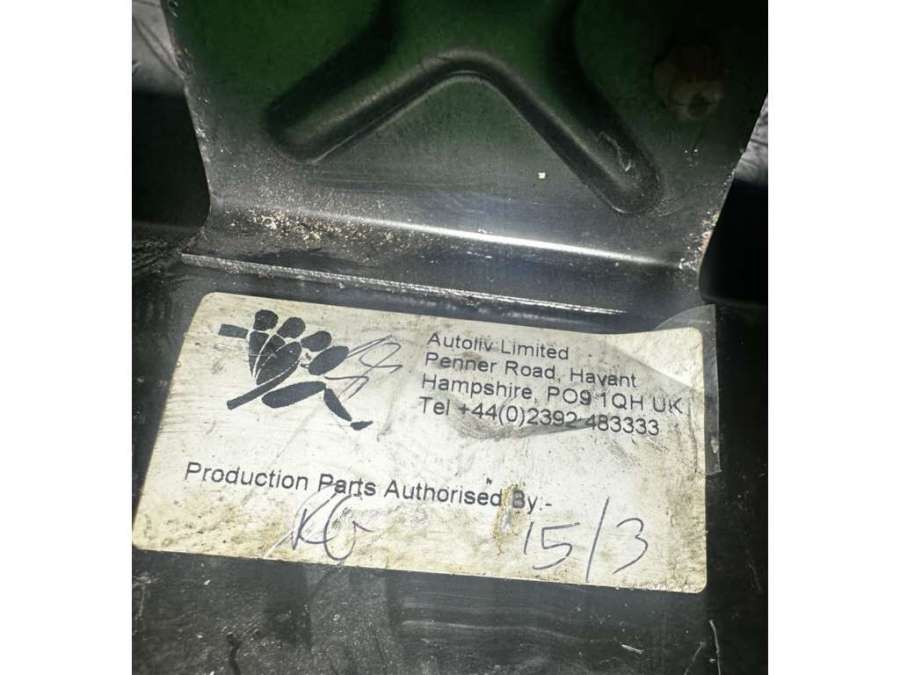 Autoliv Limited
Penner Road, Havant
Hampshire, PO9 1QH UK
Tel +44(0)2392 483333
Production Parts Authorised By:-
RG 15/3